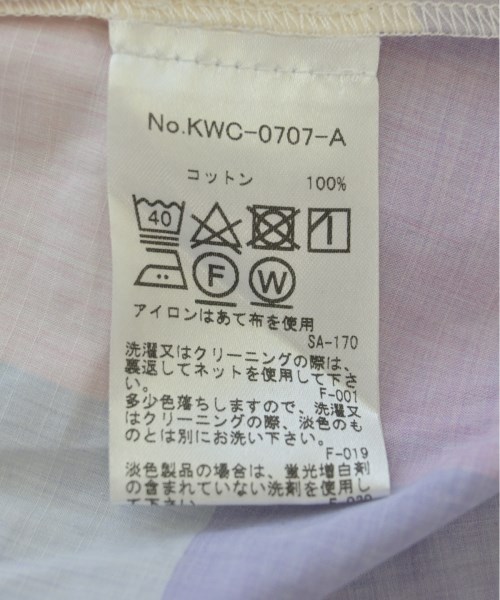 No.KWC-0707-A
コットン 100%
40
F W
アイロンはあて布を使用
SA-170
洗濯又はクリーニングの際は、
裏返してネットを使用して下さ
い。
F-001
多少色落ちしますので、洗濯又
はクリーニングの際、淡色のも
のとは別にお洗い下さい。
F-019
淡色製品の場合は、蛍光増白剤
の含まれていない洗剤を使用し
て下さい。